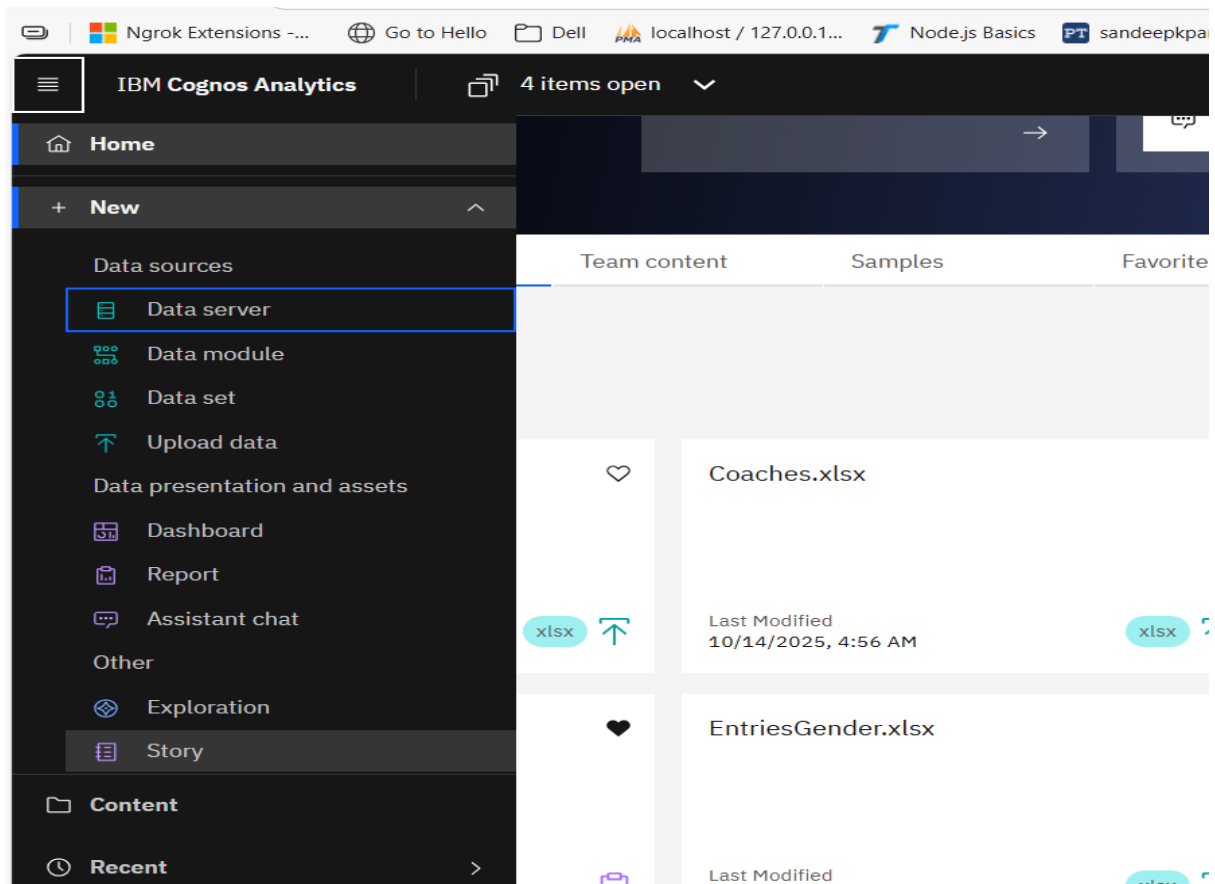 Ngrok Extensions -... Go to Hello Dell localhost / 127.0.0.1... Node.js Basics PT sandeepkpa
IBM Cognos Analytics 4 items open
Home
New
Data sources
Data server
Data module
Data set
Upload data
Data presentation and assets
Dashboard
Report
Assistant chat
Other
Exploration
Story
Content
Recent
Team content Samples Favorite
Coaches.xlsx
xlsx
Last Modified
10/14/2025, 4:56 AM
xlsx
EntriesGender.xlsx
Last Modified